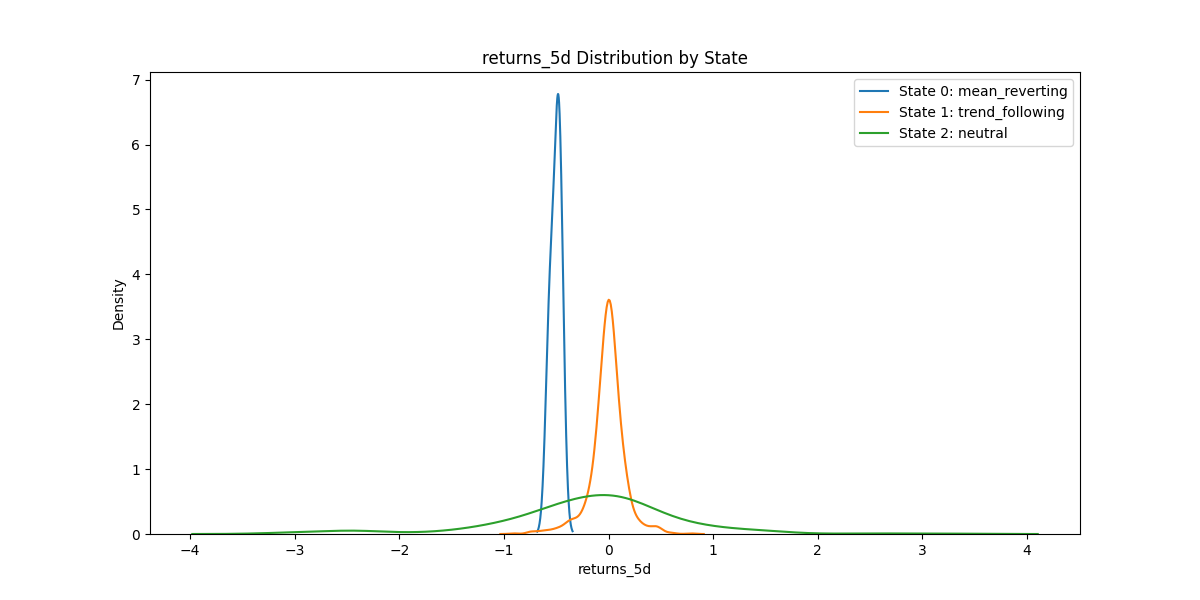 returns_5d Distribution by State
State 0: mean_reverting
State 1: trend_following
State 2: neutral
Density
7
6
5
4
3
2
1
0
−4
−3
−2
−1
0
1
2
3
4
returns_5d